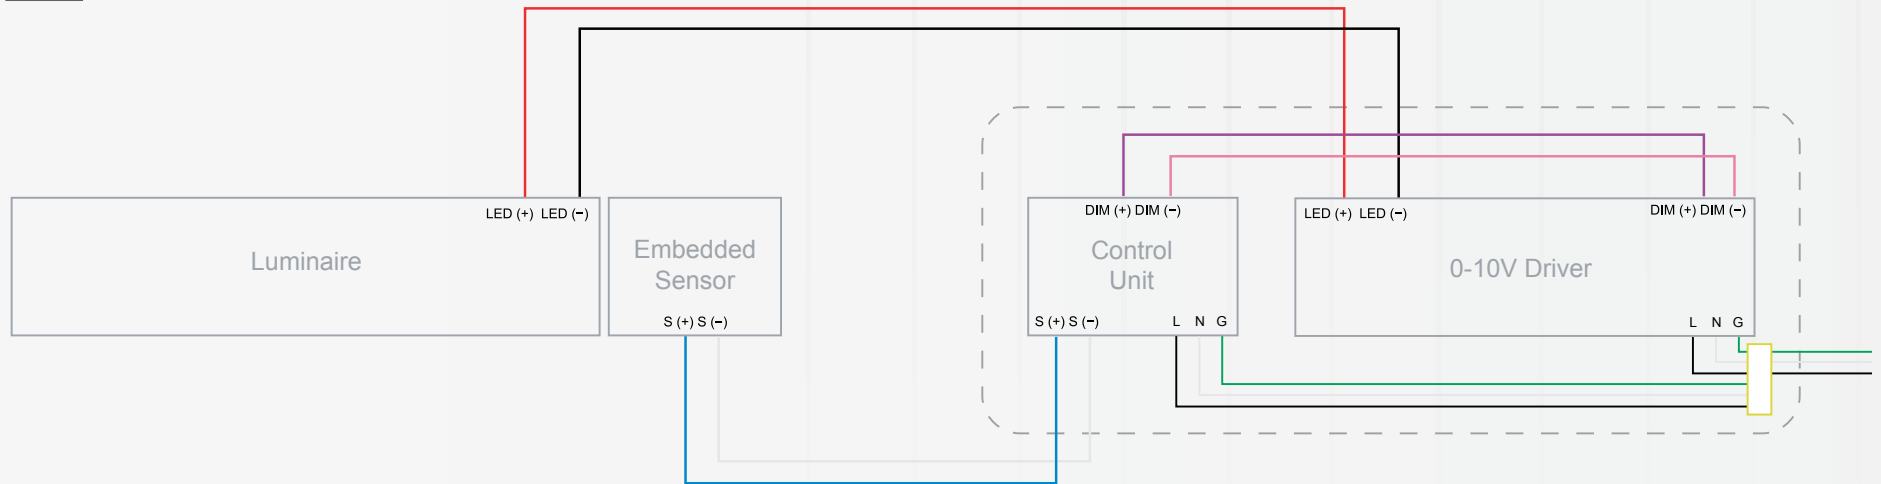 LED (+) LED (−)
Luminaire
Embedded
Sensor
S (+) S (−)
DIM (+) DIM (−)
Control
Unit
S (+) S (−) L N G
LED (+) LED (−) DIM (+) DIM (−)
0-10V Driver
L N G